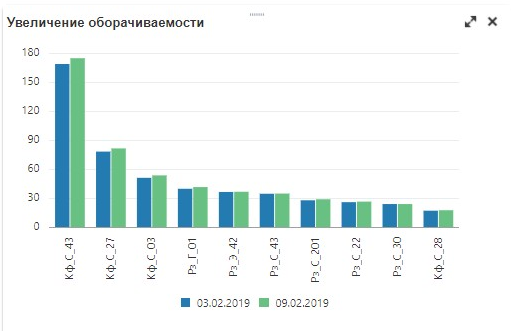 Увеличение оборачиваемости
180
150
120
90
60
30
0
Кф_С_43
Кф_С_27
Кф_С_03
Рз_Г_01
Рз_Э_42
Рз_С_43
Рз_С_201
Рз_С_22
Рз_С_30
Кф_С_28
03.02.2019 09.02.2019